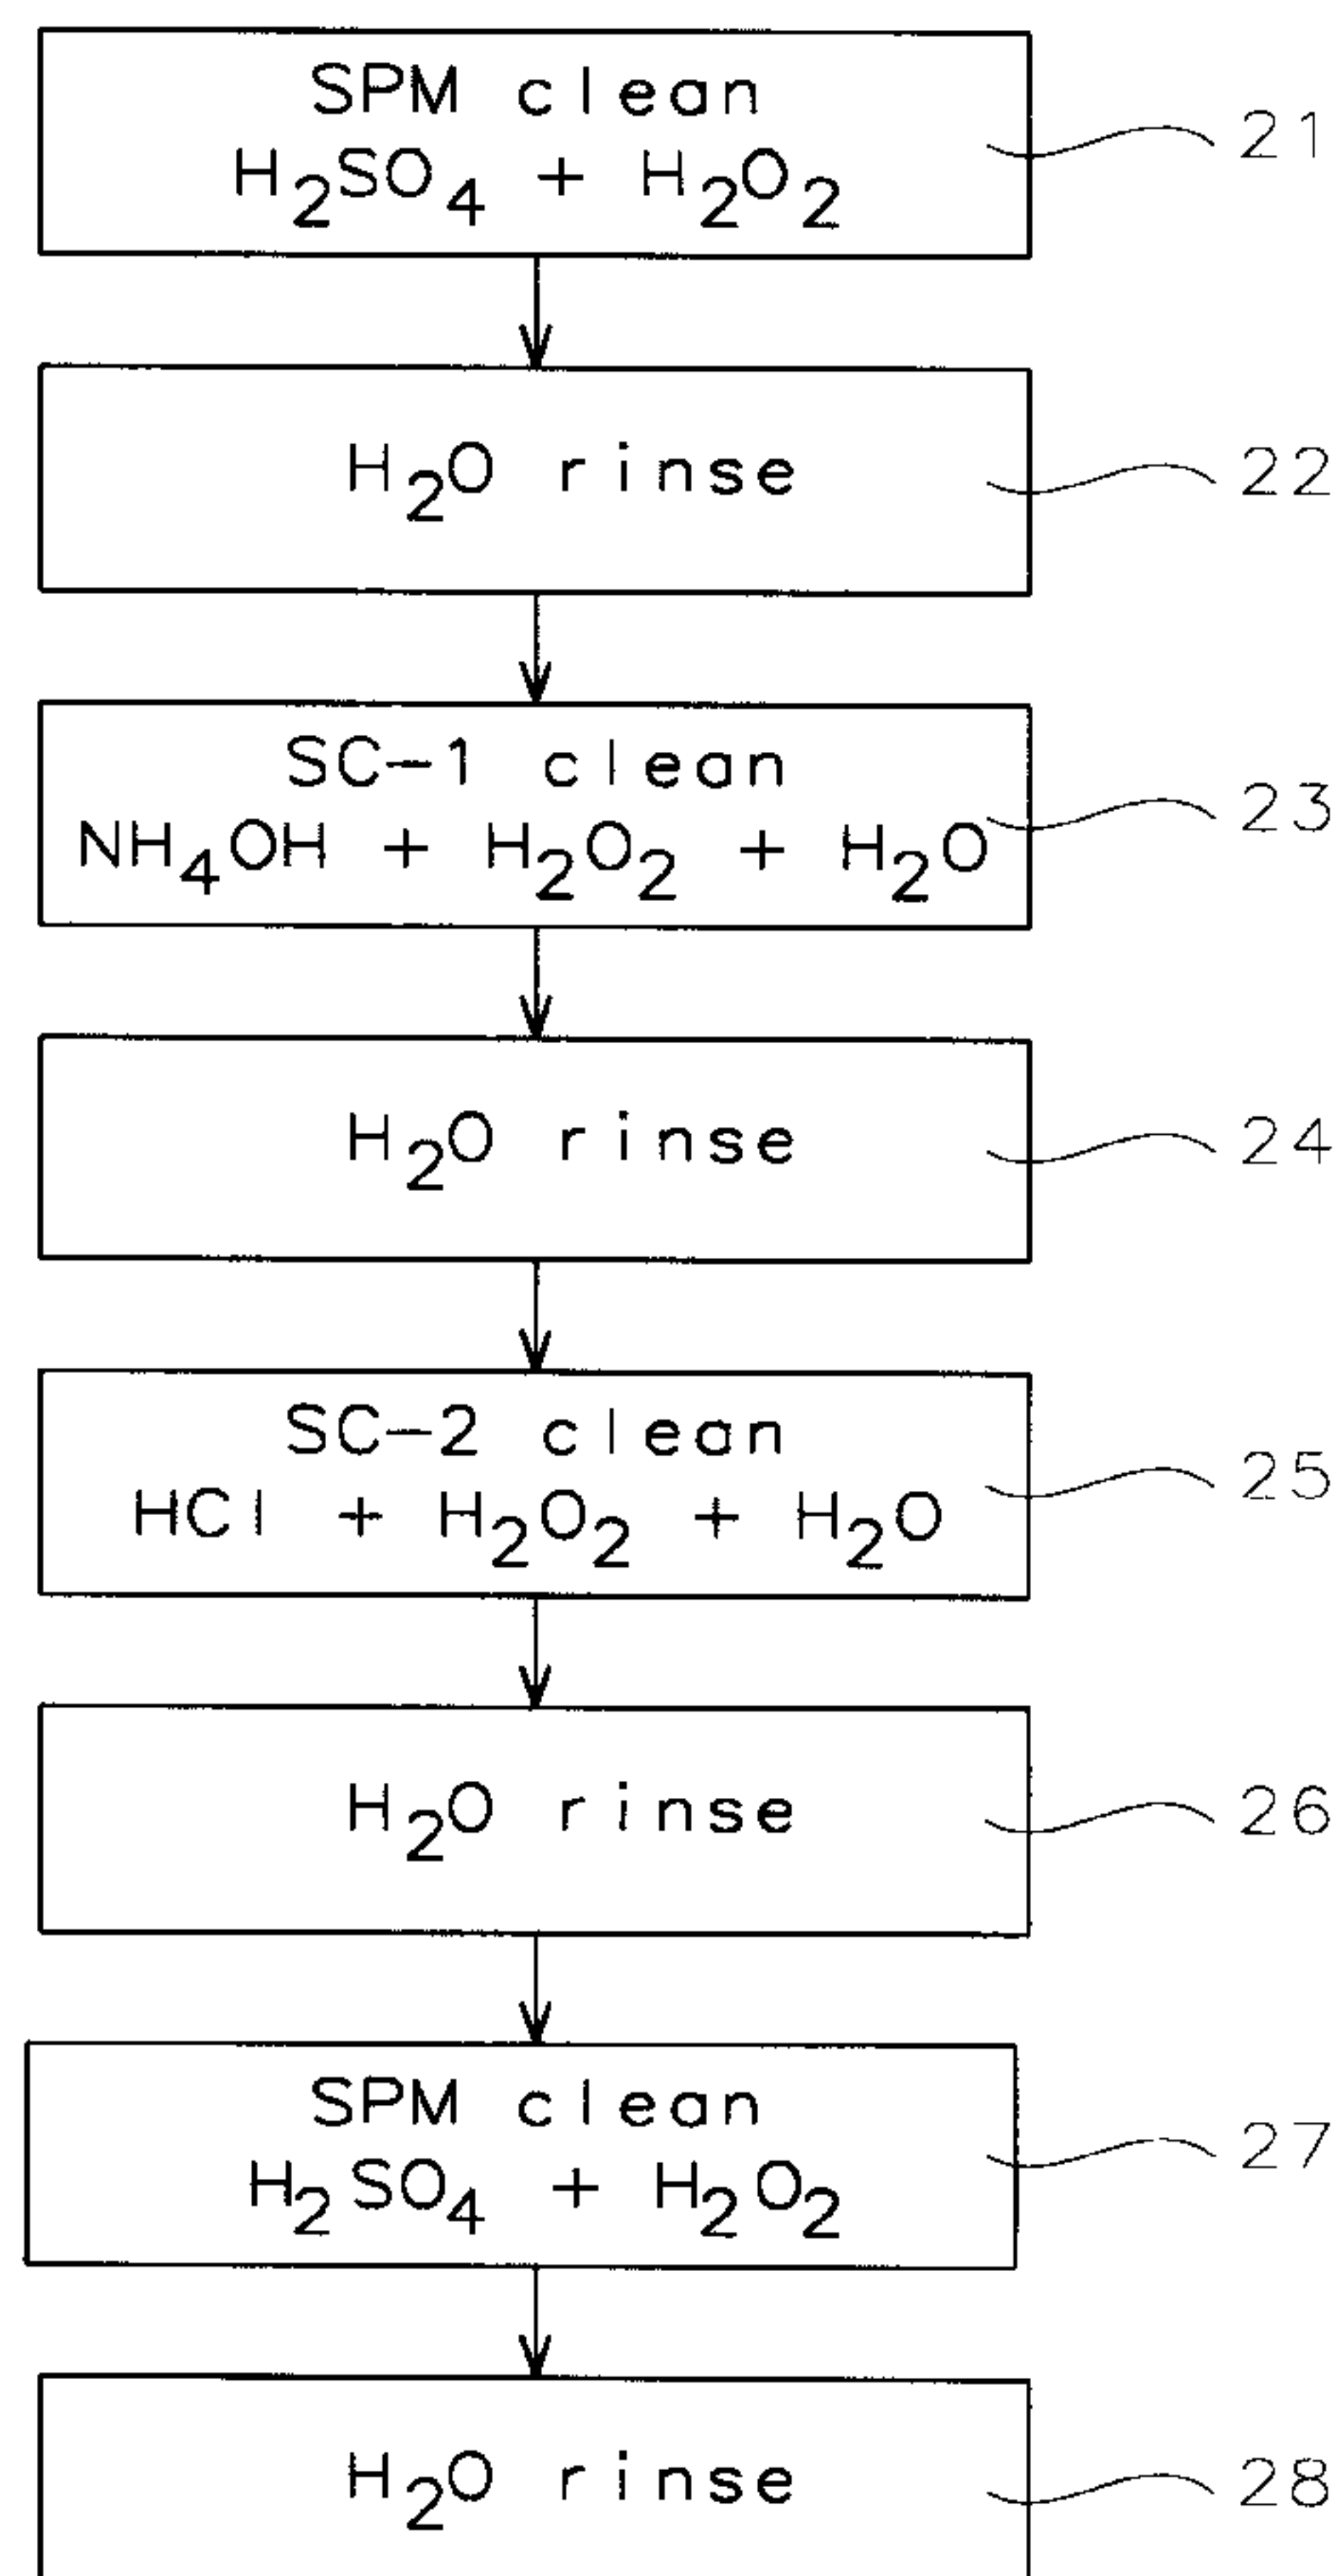 SPM clean
H₂SO₄ + H₂O₂
21
H₂O rinse
22
SC-1 clean
NH₄OH + H₂O₂ + H₂O
23
H₂O rinse
24
SC-2 clean
HCl + H₂O₂ + H₂O
25
H₂O rinse
26
SPM clean
H₂SO₄ + H₂O₂
27
H₂O rinse
28